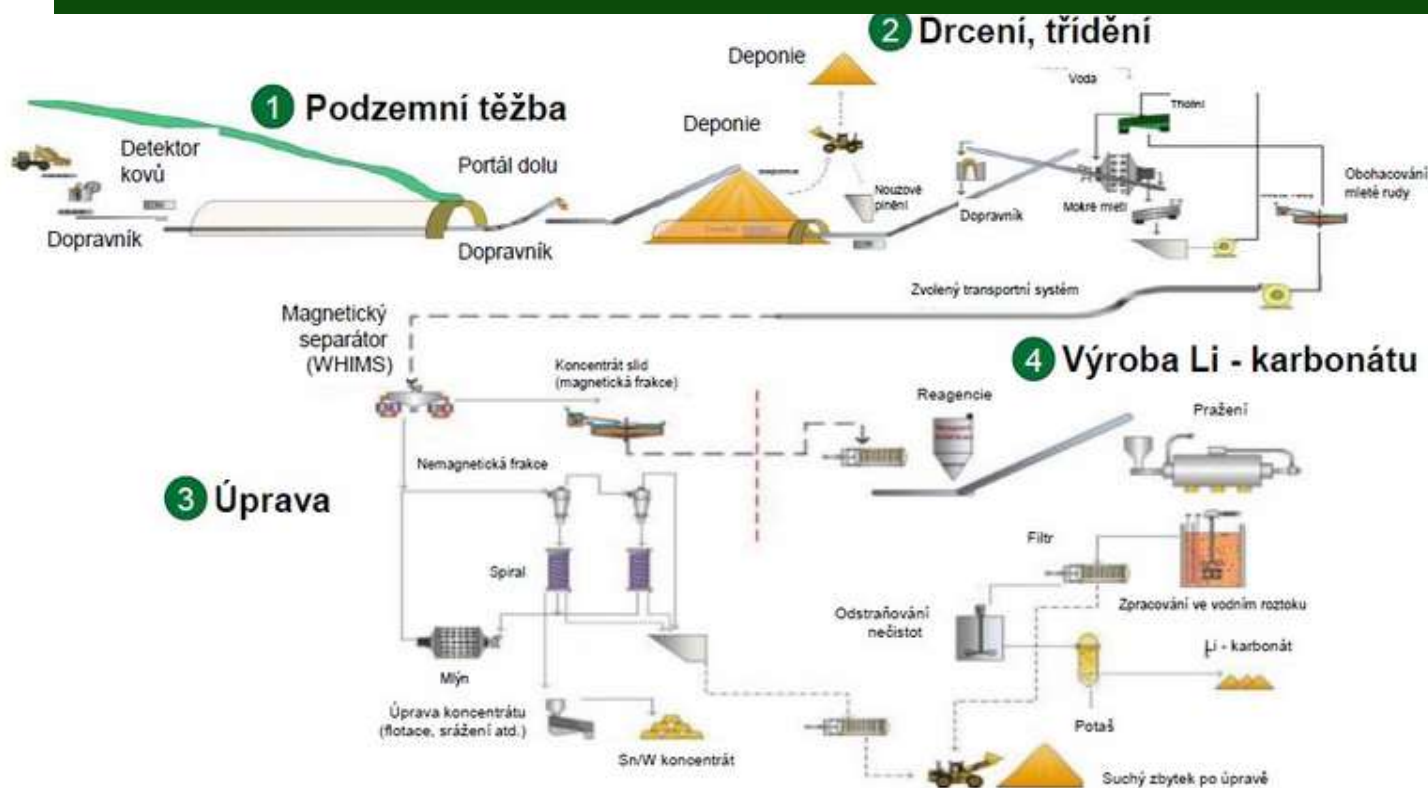 1 Podzemní těžba
Detektor
kovů
Dopravník
Portál dolu
Dopravník
Deponie
Deponie
2 Drcení, třídění
Voda
Třídění
Nouzové
plnění
Dopravník
Mokré mletí
Obohacování
mleté rudy
Zvolený transportní systém
Magnetický
separátor
(WHIMS)
Koncentrát slíd
(magnetická frakce)
Nemagnetická frakce
3 Úprava
Spiral
Mlýn
Úprava koncentrátu
(flotace, srážení atd.)
Sn/W koncentrát
4 Výroba Li - karbonátu
Reagencie
Pražení
Filtr
Zpracování ve vodním roztoku
Odstraňování
nečistot
Li - karbonát
Potaš
Suchý zbytek po úpravě